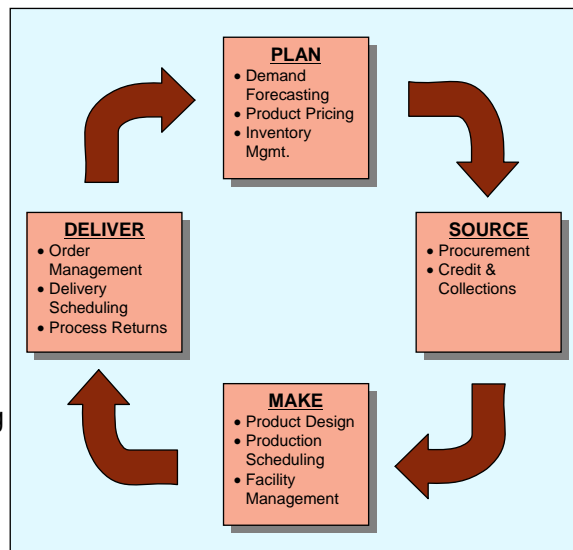 PLAN
• Demand
Forecasting
• Product Pricing
• Inventory
Mgmt.
SOURCE
• Procurement
• Credit &
Collections
MAKE
• Product Design
• Production
Scheduling
• Facility
Management
DELIVER
• Order
Management
• Delivery
Scheduling
• Process Returns
g